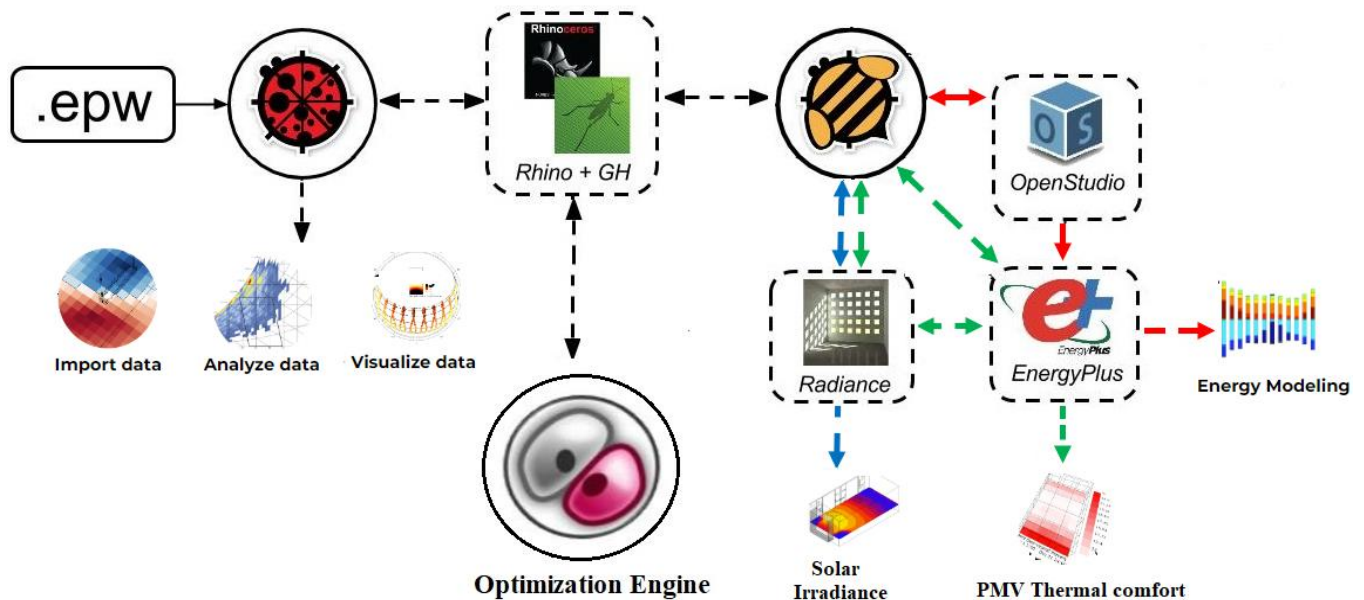 Rhinoceros
.epw
O S
Rhino + GH
OpenStudio
e+
EnergyPlus
Import data
Analyze data
Visualize data
Radiance
EnergyPlus
Energy Modeling
Optimization Engine
Solar
Irradiance
PMV Thermal comfort